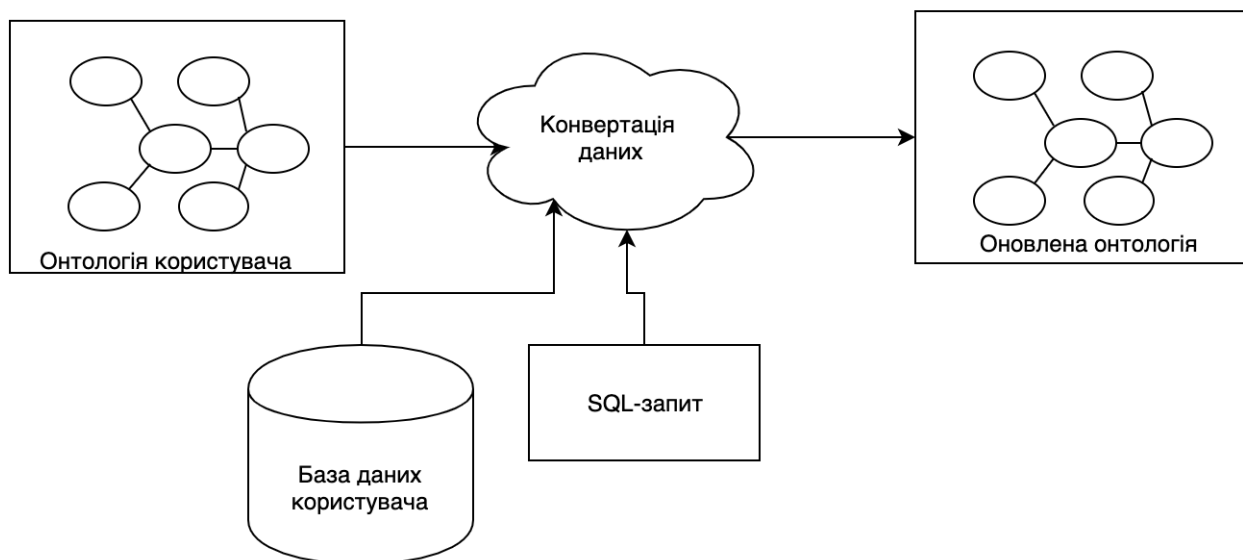 Конвертація
даних
Онтологія користувача
Оновлена онтологія
SQL-запит
База даних
користувача